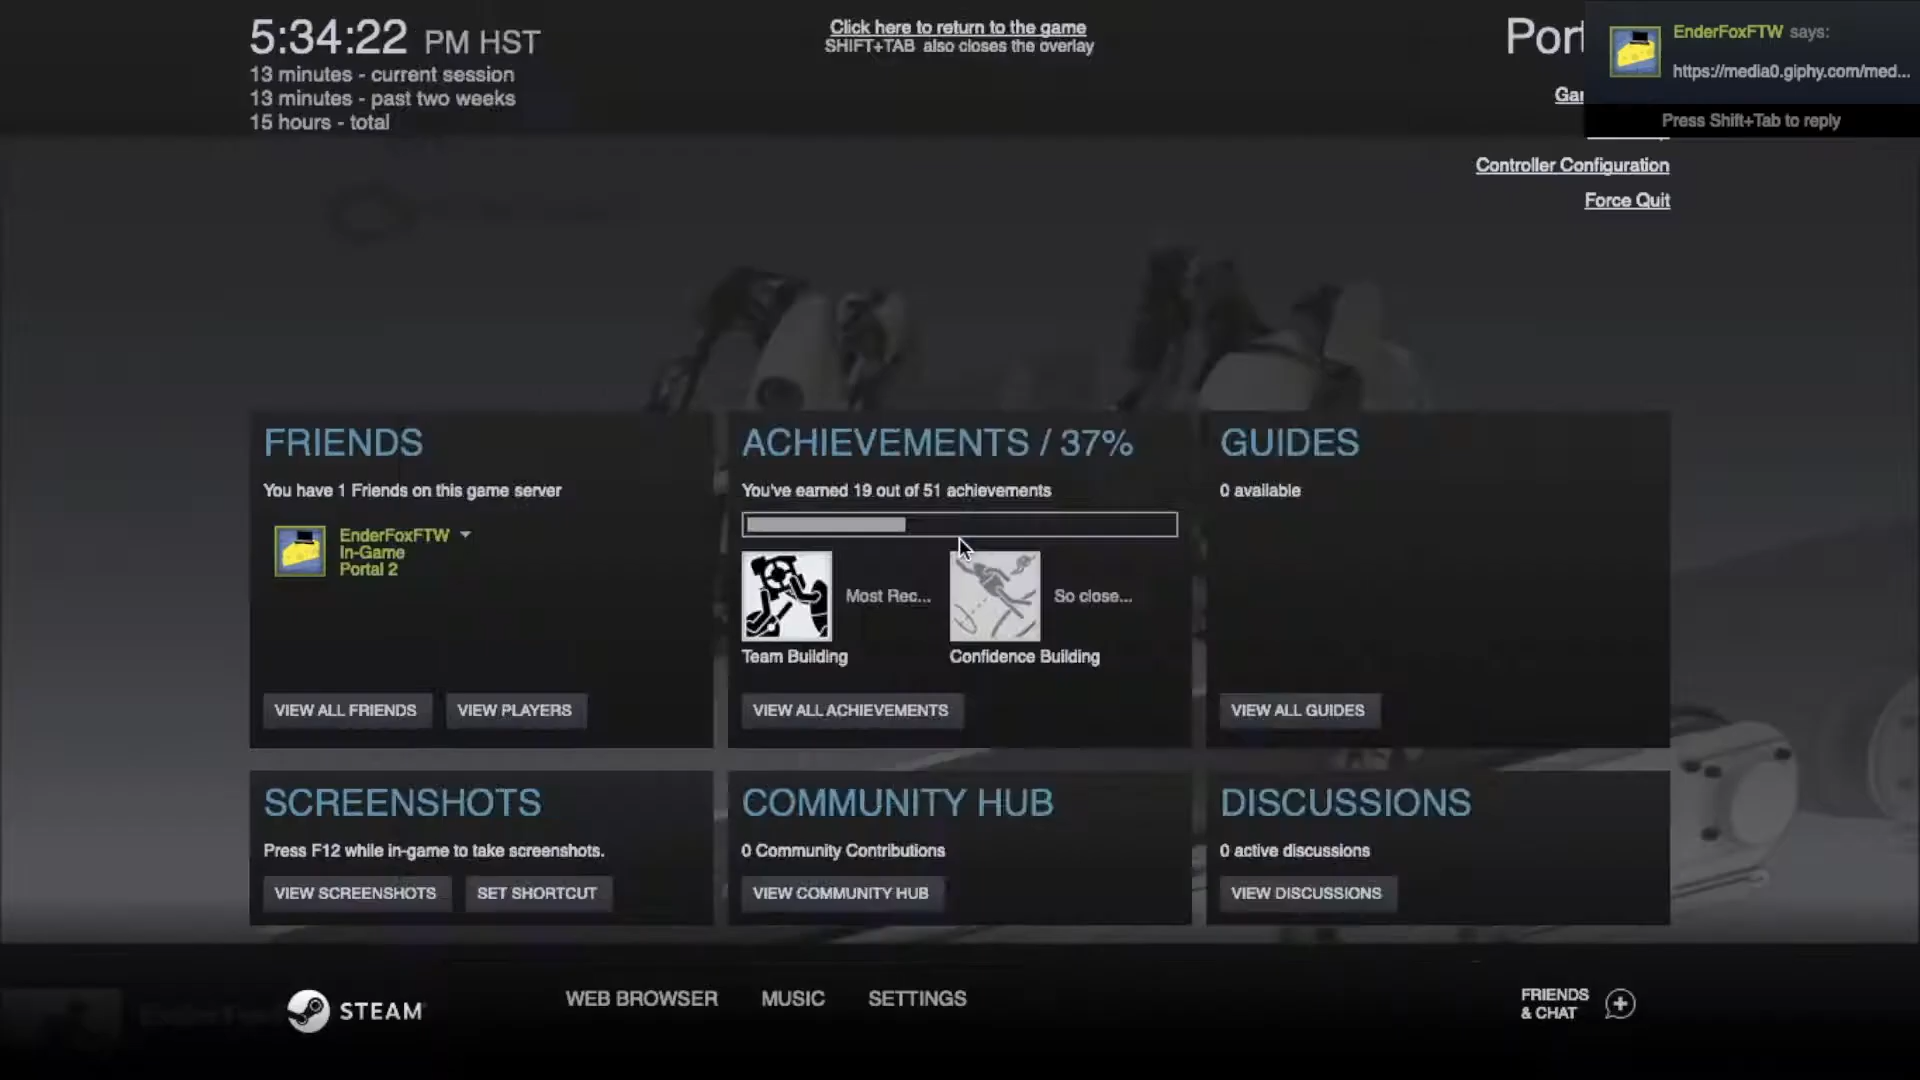 5:34:22 PM HST
13 minutes - current session
13 minutes - past two weeks
15 hours - total
Click here to return to the game
SHIFT+TAB also closes the overlay
Port
Gar
EnderFoxFTW says:
https://media0.giphy.com/med...
Press Shift+Tab to reply
Controller Configuration
Force Quit
FRIENDS
You have 1 Friends on this game server
EnderFoxFTW
In-Game
Portal 2
VIEW ALL FRIENDS
VIEW PLAYERS
ACHIEVEMENTS / 37%
You've earned 19 out of 51 achievements
Most Rec...
Team Building
So close...
Confidence Building
VIEW ALL ACHIEVEMENTS
GUIDES
0 available
VIEW ALL GUIDES
SCREENSHOTS
Press F12 while in-game to take screenshots.
VIEW SCREENSHOTS
SET SHORTCUT
COMMUNITY HUB
0 Community Contributions
VIEW COMMUNITY HUB
DISCUSSIONS
0 active discussions
VIEW DISCUSSIONS
STEAM
WEB BROWSER
MUSIC
SETTINGS
FRIENDS
& CHAT